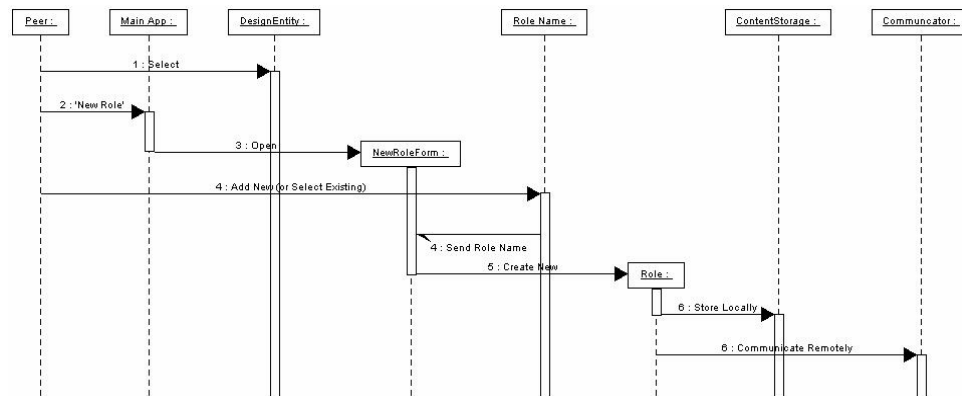 Peer :
Main App :
DesignEntity :
Role Name :
ContentStorage :
Communcator :
1 : Select
2 : 'New Role'
3 : Open
NewRoleForm :
4 : Add New (or Select Existing)
4 : Send Role Name
5 : Create New
Role :
6 : Store Locally
6 : Communicate Remotely